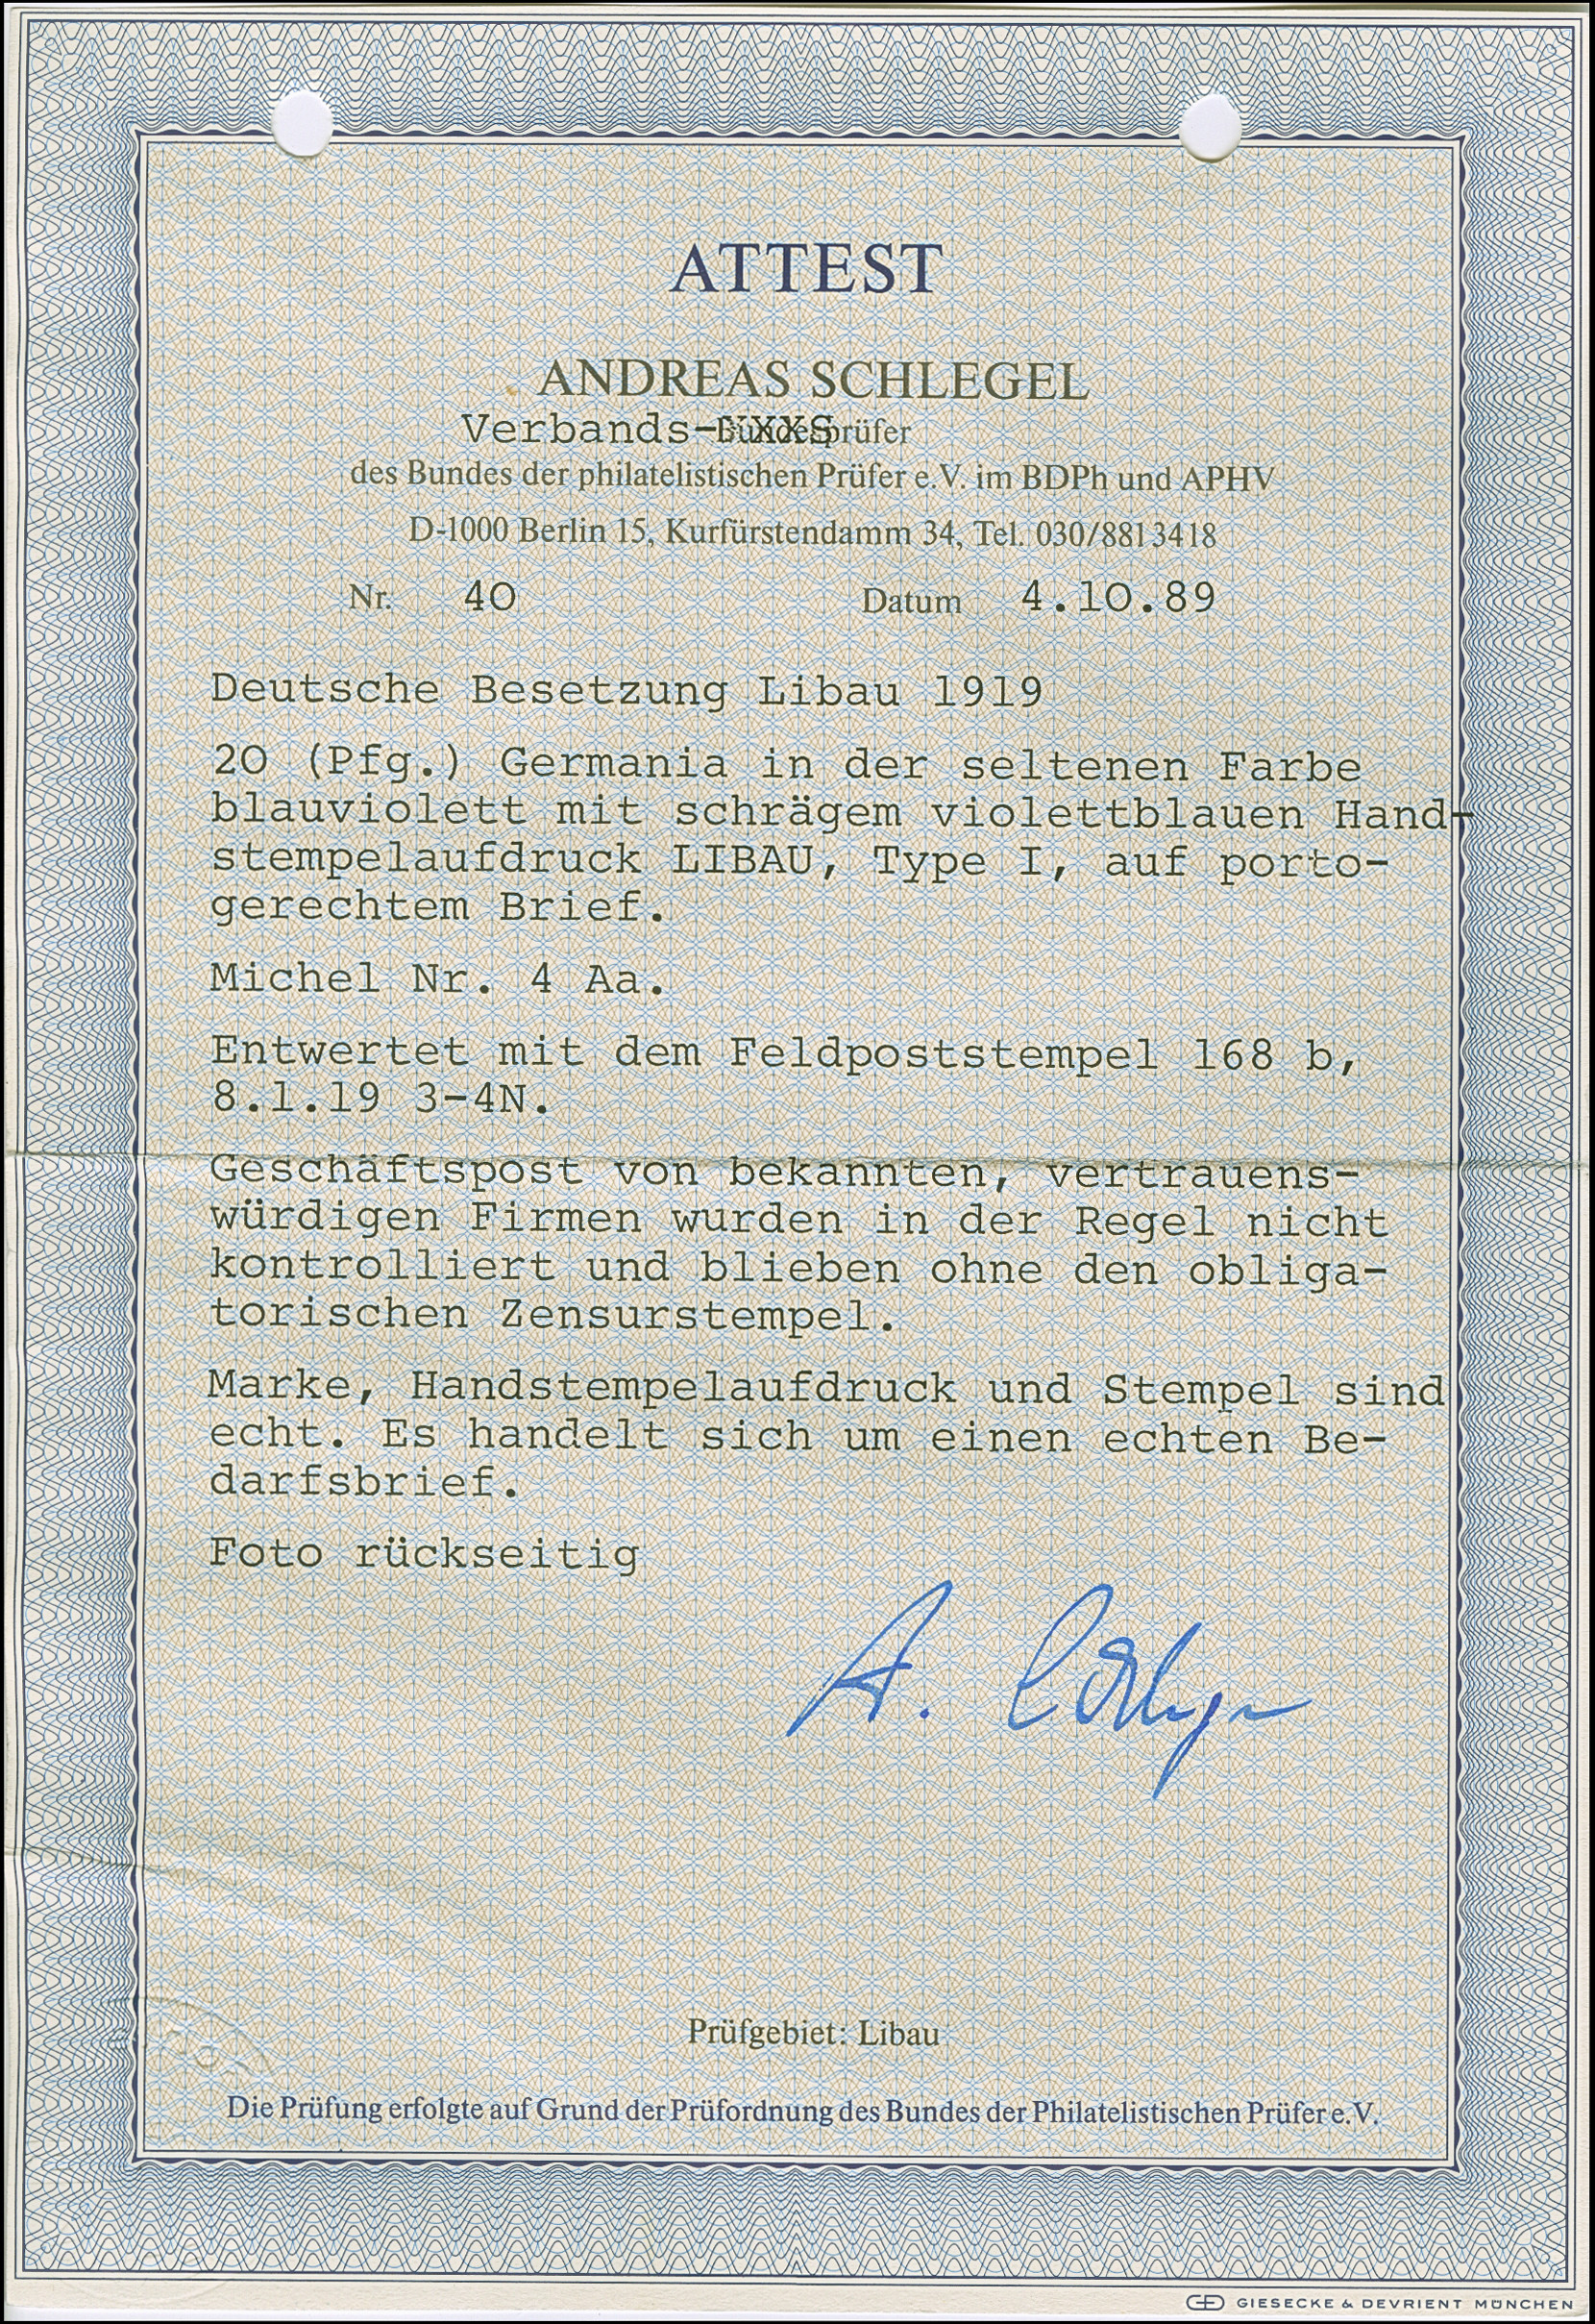 ATTEST
ANDREAS SCHLEGEL
Verbands-prüfer
des Bundes der philatelistischen Prüfer e.V. im BDPh und APHV
D-1000 Berlin 15, Kurfürstendamm 34, Tel. 030/8813418
Nr. 40 Datum 4.10.89
Deutsche Besetzung Libau 1919
20 (Pfg.) Germania in der seltenen Farbe
blauviolett mit schrägem violettblauen Hand-
stempelaufdruck LIBAU, Type I, auf porto-
gerechtem Brief.
Michel Nr. 4 Aa.
Entwertet mit dem Feldpoststempel 168 b,
8.1.19 3-4N.
Geschäftspost von bekannten, vertrauens-
würdigen Firmen wurden in der Regel nicht
kontrolliert und blieben ohne den obliga-
torischen Zensurstempel.
Marke, Handstempelaufdruck und Stempel sind
echt. Es handelt sich um einen echten Be-
darfsbrief.
Foto rückseitig
Prüfgebiet: Libau
Die Prüfung erfolgte auf Grund der Prüfordnung des Bundes der Philatelistischen Prüfer e.V.
GIESECKE & DEVRIENT MÜNCHEN